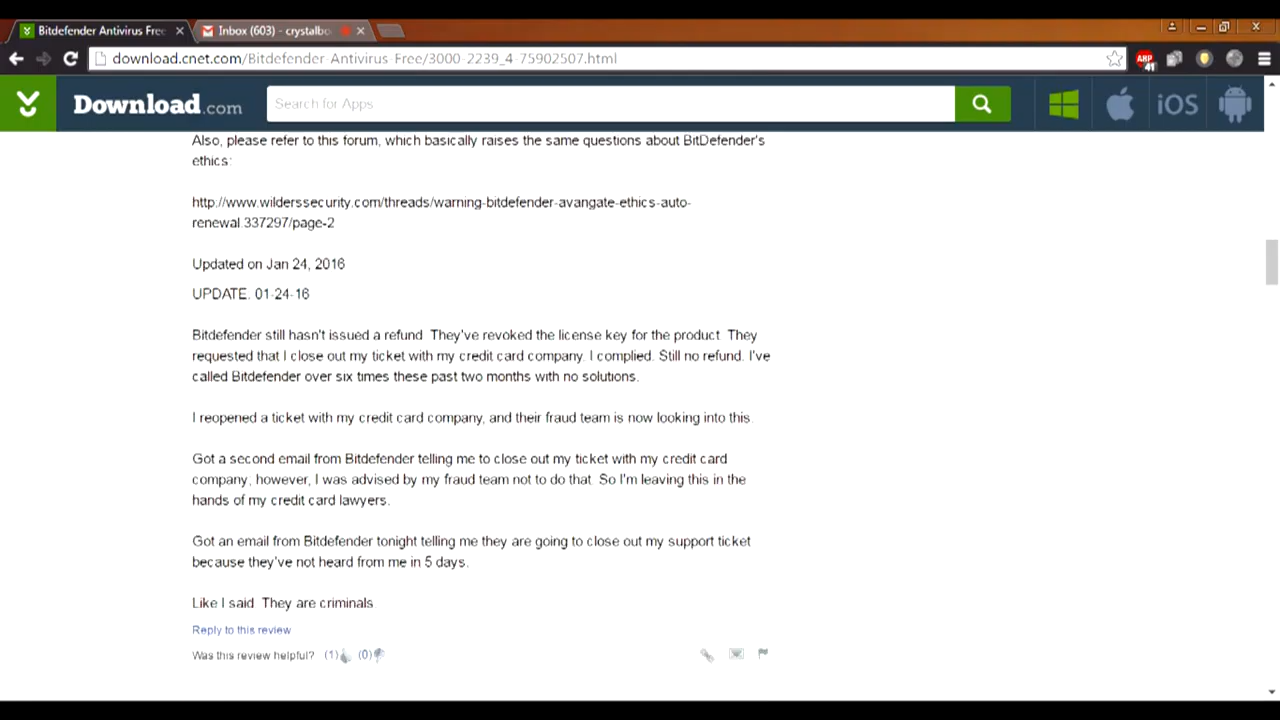 Bitdefender Antivirus Free
Inbox (603) - crystalbo
download.cnet.com/Bitdefender-Antivirus-Free/3000-2239_4-75902507.html
ABP
41
Download.com
Search for Apps
iOS
Also, please refer to this forum, which basically raises the same questions about BitDefender's
ethics:
http://www.wilderssecurity.com/threads/warning-bitdefender-avangate-ethics-auto-
renewal.337297/page-2
Updated on Jan 24, 2016
UPDATE. 01-24-16
Bitdefender still hasn't issued a refund. They've revoked the license key for the product. They
requested that I close out my ticket with my credit card company. I complied. Still no refund. I've
called Bitdefender over six times these past two months with no solutions.
I reopened a ticket with my credit card company, and their fraud team is now looking into this.
Got a second email from Bitdefender telling me to close out my ticket with my credit card
company, however, I was advised by my fraud team not to do that. So I'm leaving this in the
hands of my credit card lawyers.
Got an email from Bitdefender tonight telling me they are going to close out my support ticket
because they've not heard from me in 5 days.
Like I said. They are criminals
Reply to this review
Was this review helpful? (1) (0)